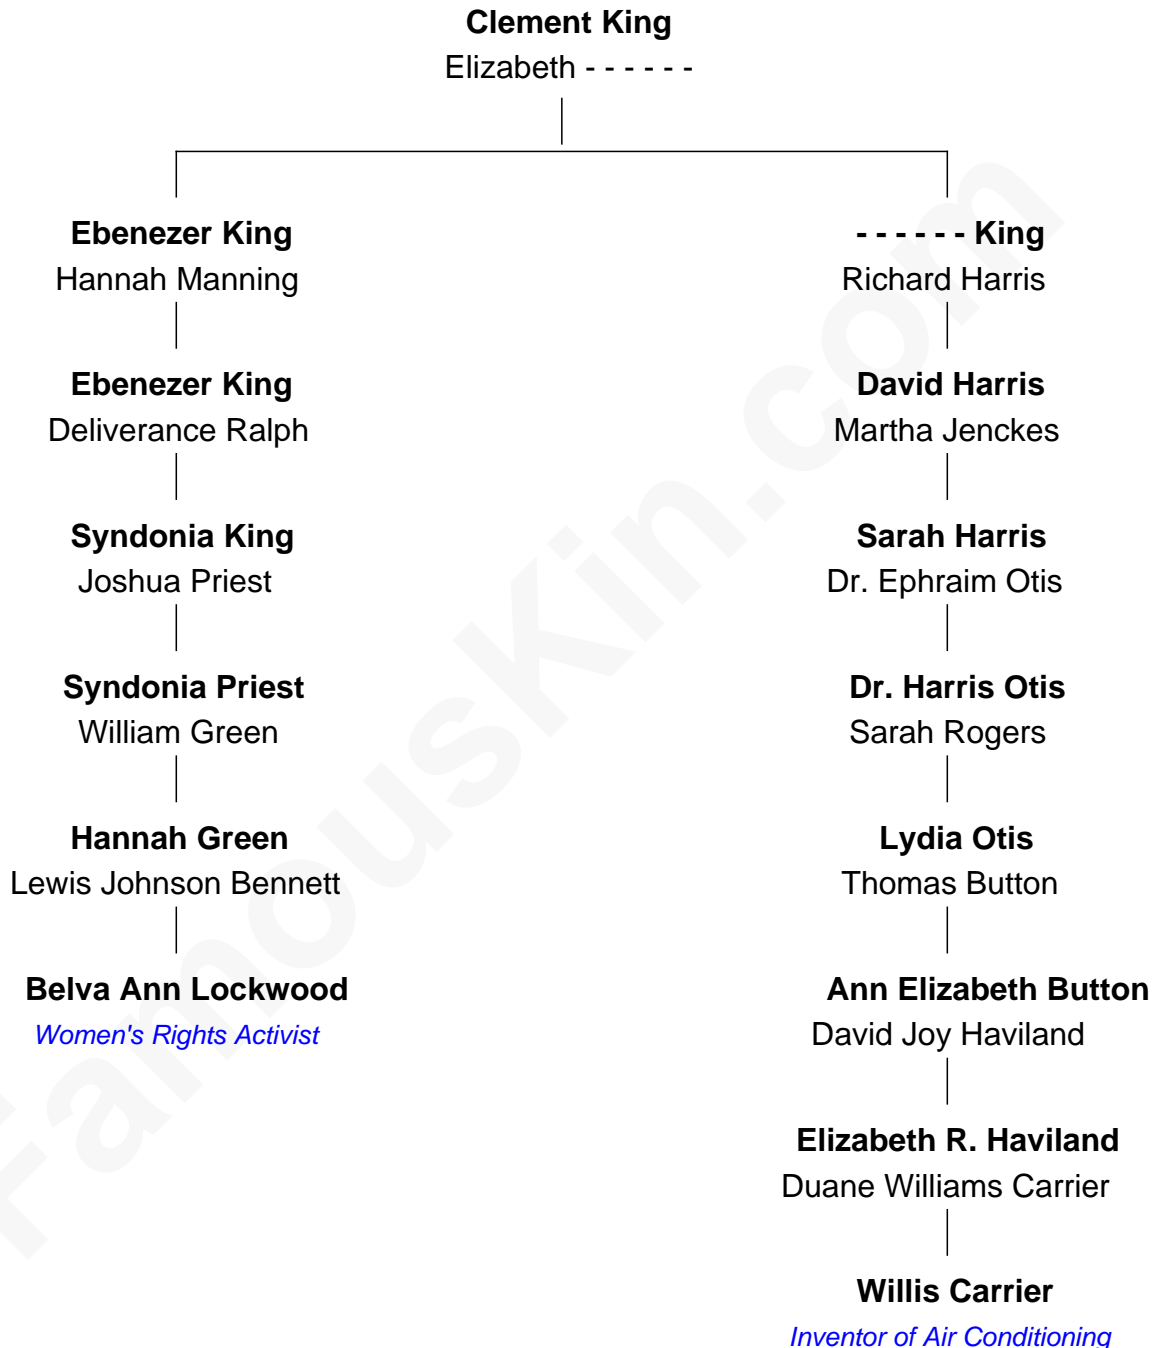 Clement King
Elizabeth - - - - - -
Ebenezer King
Hannah Manning
- - - - - - King
Richard Harris
Ebenezer King
Deliverance Ralph
David Harris
Martha Jenckes
Syndonia King
Joshua Priest
Sarah Harris
Dr. Ephraim Otis
Syndonia Priest
William Green
Dr. Harris Otis
Sarah Rogers
Hannah Green
Lewis Johnson Bennett
Lydia Otis
Thomas Button
Belva Ann Lockwood
Women's Rights Activist
Ann Elizabeth Button
David Joy Haviland
Elizabeth R. Haviland
Duane Williams Carrier
Willis Carrier
Inventor of Air Conditioning
FamousKin.com